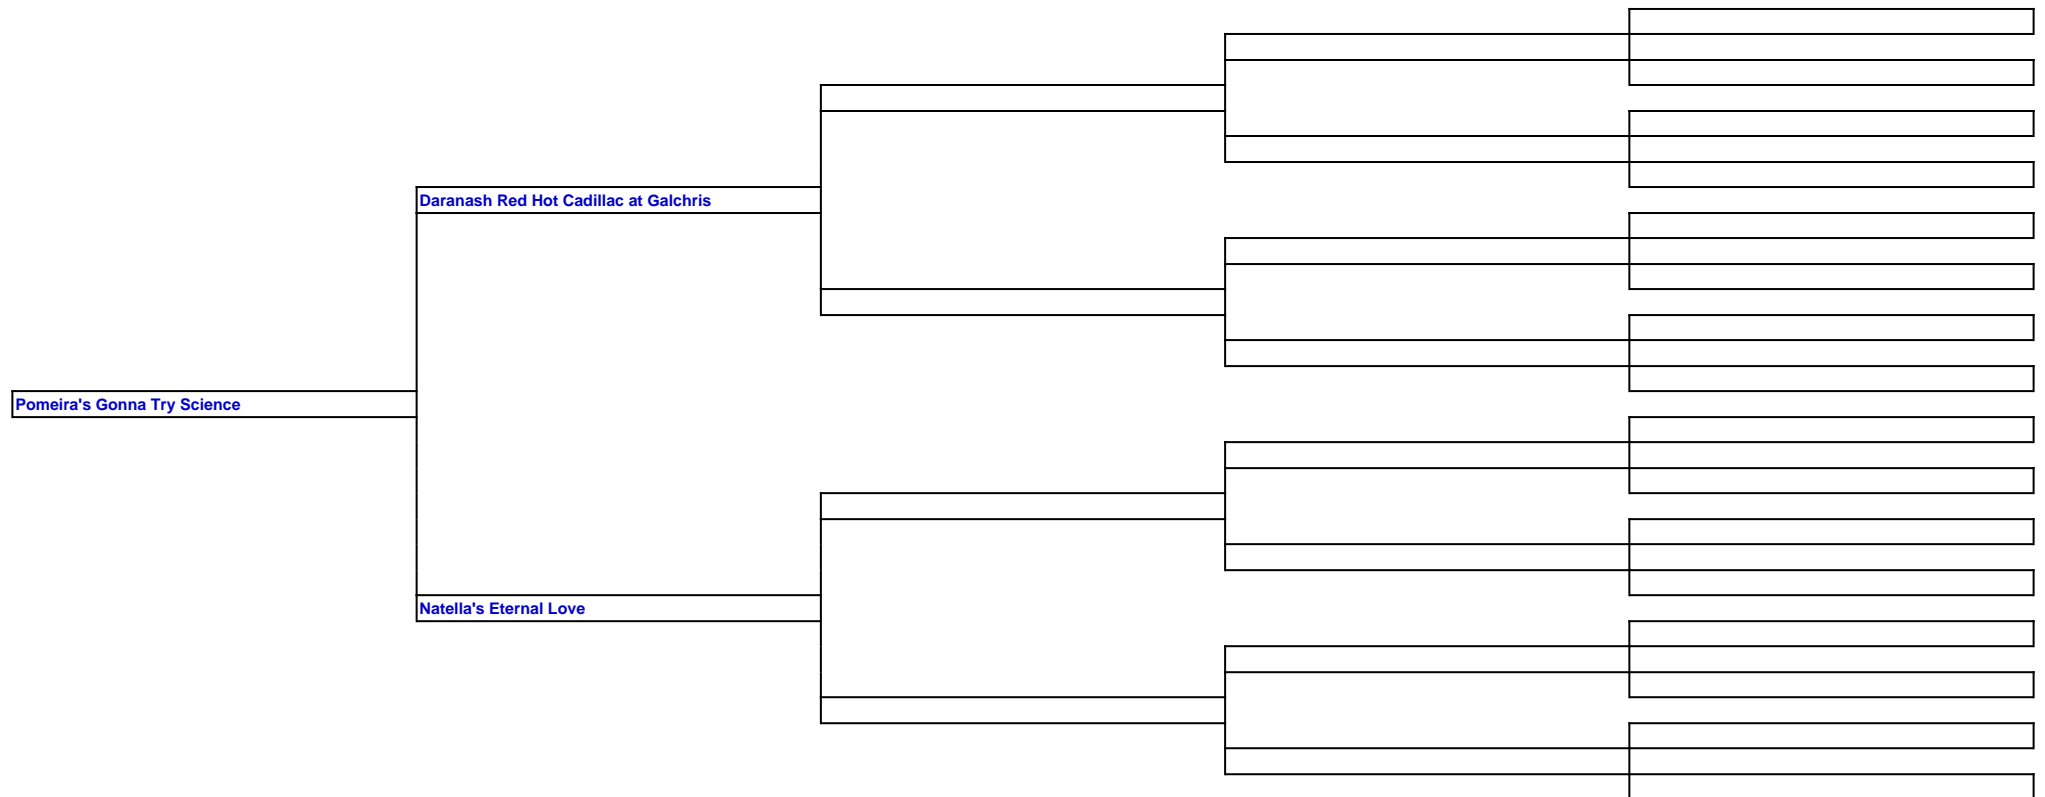 Daranash Red Hot Cadillac at Galchris
Pomeira's Gonna Try Science
Natella's Eternal Love